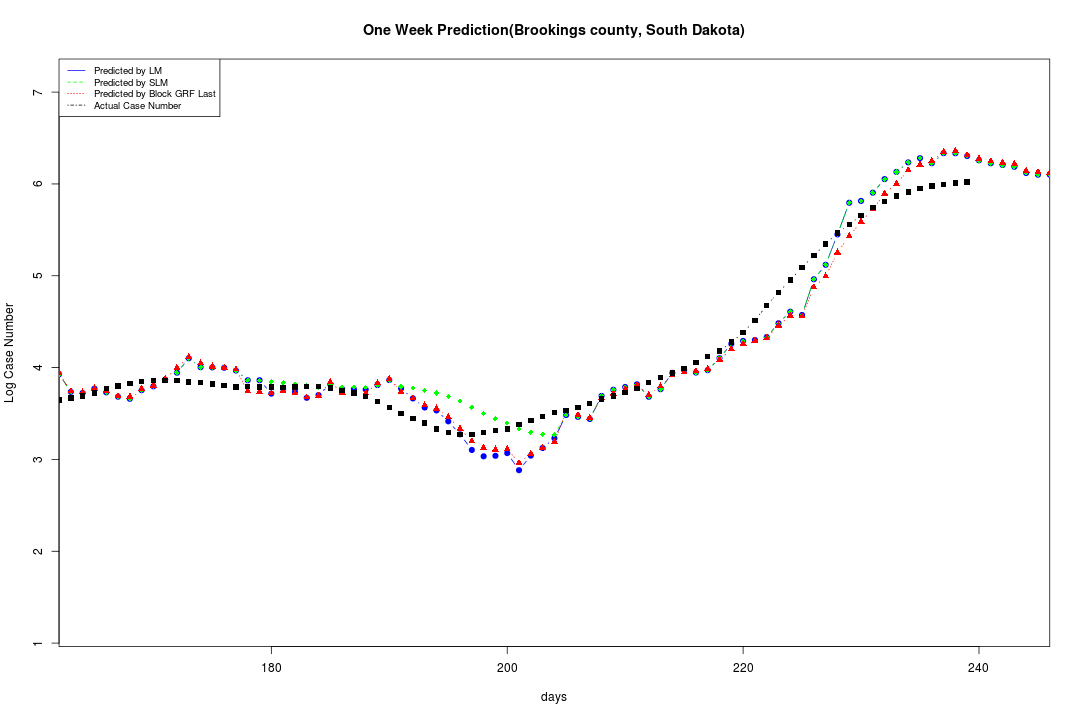 One Week Prediction(Brookings county, South Dakota)
Predicted by LM
Predicted by SLM
Predicted by Block GRF Last
Actual Case Number
7
6
5
4
3
2
1
Log Case Number
180 200 220 240
days